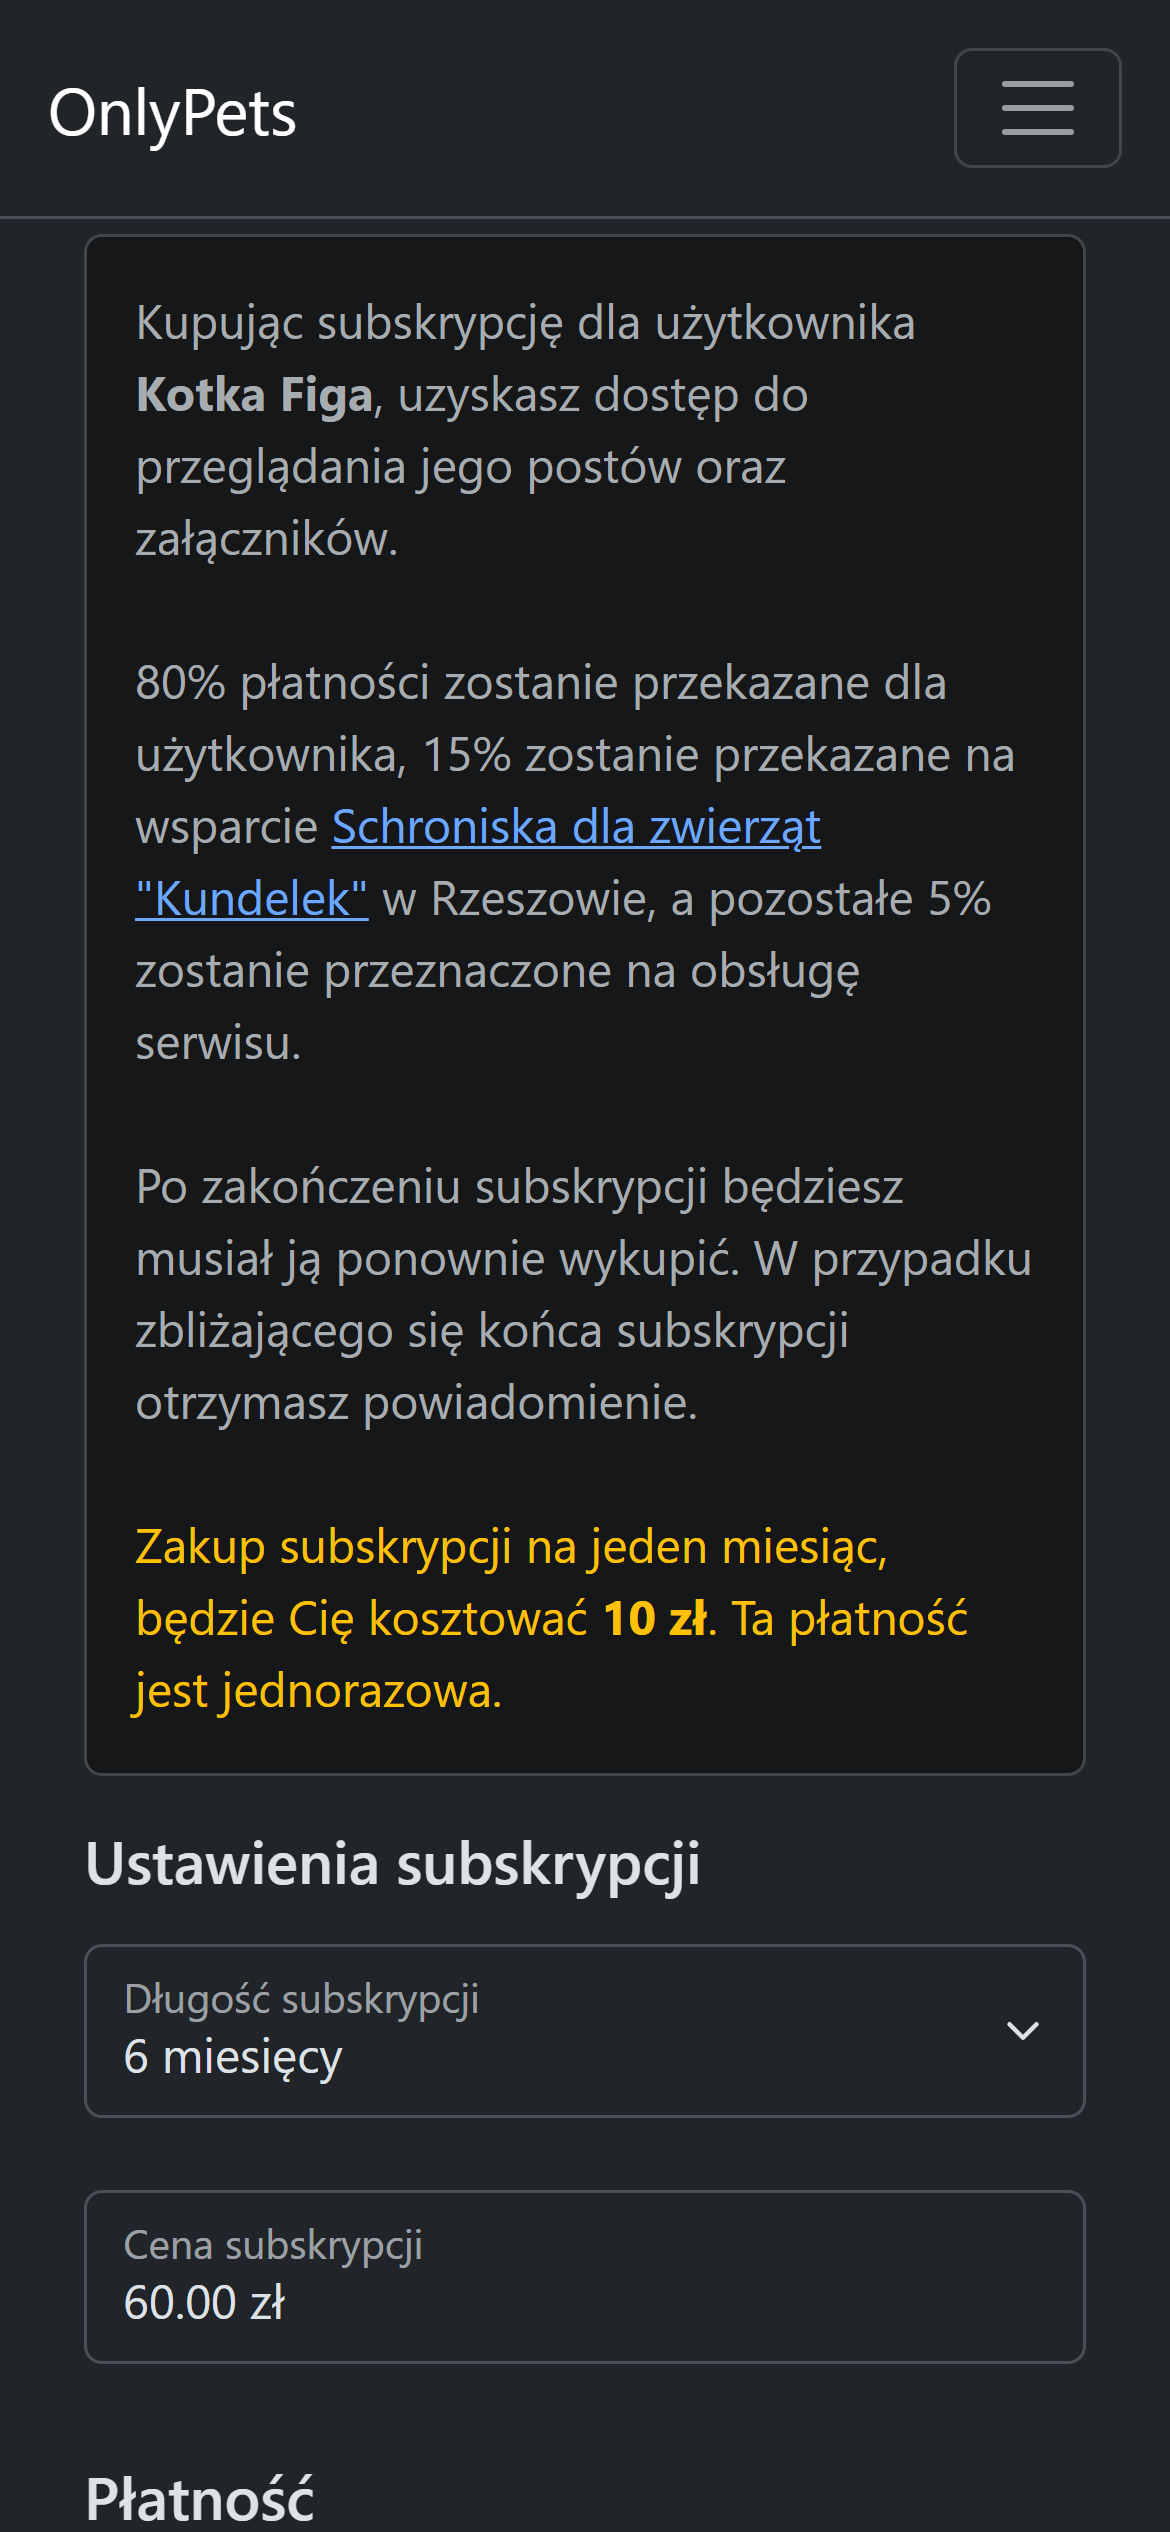 OnlyPets
Kupując subskrypcję dla użytkownika
Kotka Figa, uzyskasz dostęp do
przeglądania jego postów oraz
załączników.
80% płatności zostanie przekazane dla
użytkownika, 15% zostanie przekazane na
wsparcie Schroniska dla zwierząt
"Kundelek" w Rzeszowie, a pozostałe 5%
zostanie przeznaczone na obsługę
serwisu.
Po zakończeniu subskrypcji będziesz
musiał ją ponownie wykupić. W przypadku
zbliżającego się końca subskrypcji
otrzymasz powiadomienie.
Zakup subskrypcji na jeden miesiąc,
będzie Cię kosztować 10 zł. Ta płatność
jest jednorazowa.
Ustawienia subskrypcji
Długość subskrypcji
6 miesięcy
Cena subskrypcji
60.00 zł
Płatność